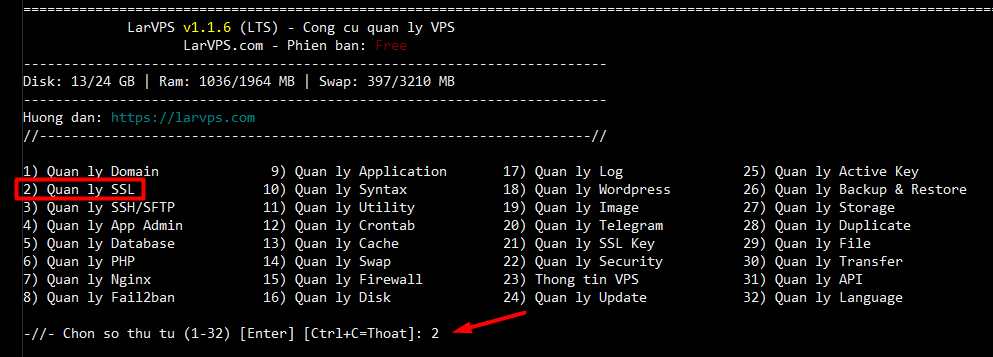 ================================================================================
LarVPS v1.1.6 (LTS) - Cong cu quan ly VPS
LarVPS.com - Phien ban: Free
-------------------------------------------------------------------------
Disk: 13/24 GB | Ram: 1036/1964 MB | Swap: 397/3210 MB
-------------------------------------------------------------------------
Huong dan: https://larvps.com
//---------------------------------------------------------------------//
1) Quan ly Domain 9) Quan ly Application 17) Quan ly Log 25) Quan ly Active Key
2) Quan ly SSL 10) Quan ly Syntax 18) Quan ly Wordpress 26) Quan ly Backup & Restore
3) Quan ly SSH/SFTP 11) Quan ly Utility 19) Quan ly Image 27) Quan ly Storage
4) Quan ly App Admin 12) Quan ly Crontab 20) Quan ly Telegram 28) Quan ly Duplicate
5) Quan ly Database 13) Quan ly Cache 21) Quan ly SSL Key 29) Quan ly File
6) Quan ly PHP 14) Quan ly Swap 22) Quan ly Security 30) Quan ly Transfer
7) Quan ly Nginx 15) Quan ly Firewall 23) Thong tin VPS 31) Quan ly API
8) Quan ly Fail2ban 16) Quan ly Disk 24) Quan ly Update 32) Quan ly Language
-//- Chon so thu tu (1-32) [Enter] [Ctrl+C=Thoat]: 2